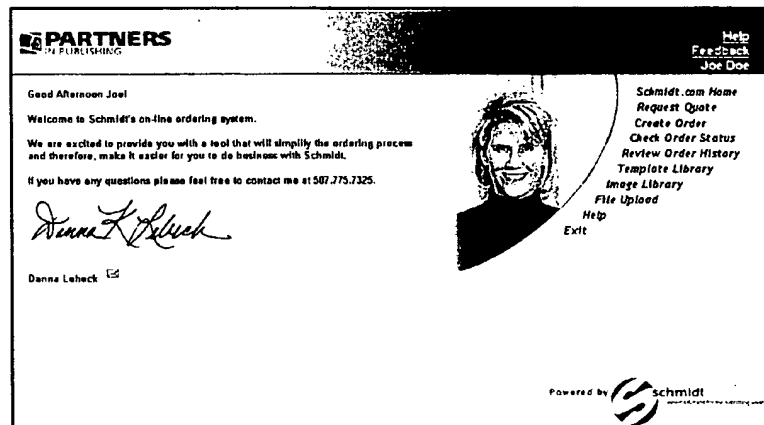 PARTNERS
IN PUBLISHING
Help
Feedback
Joe Doe
Good Afternoon Joe!
Welcome to Schmidt's on-line ordering system.
We are excited to provide you with a tool that will simplify the ordering process
and therefore, make it easier for you to do business with Schmidt.
If you have any questions please feel free to contact me at 507.775.7325.
Danna K Lebeck
Danna Lebeck
Schmidt.com Home
Request Quote
Create Order
Check Order Status
Review Order History
Template Library
Image Library
File Upload
Help
Exit
Powered by schmidt